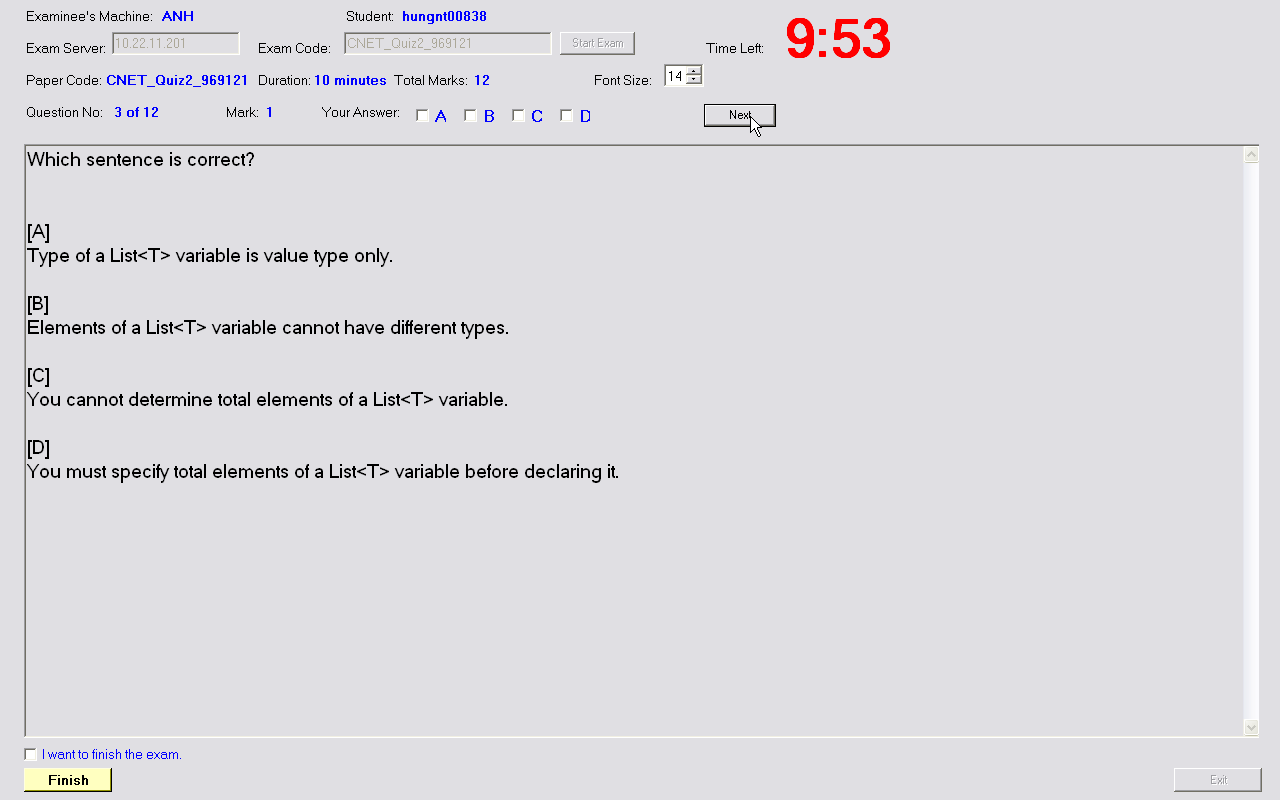 Examinee's Machine: ANH Student: hungnt00838
Exam Server: 10.22.11.201 Exam Code: CNET_Quiz2_969121 Start Exam Time Left: 9:53
Paper Code: CNET_Quiz2_969121 Duration: 10 minutes Total Marks: 12 Font Size: 14
Question No: 3 of 12 Mark: 1 Your Answer: A B C D Next
Which sentence is correct?
[A]
Type of a List<T> variable is value type only.
[B]
Elements of a List<T> variable cannot have different types.
[C]
You cannot determine total elements of a List<T> variable.
[D]
You must specify total elements of a List<T> variable before declaring it.
I want to finish the exam.
Finish Exit